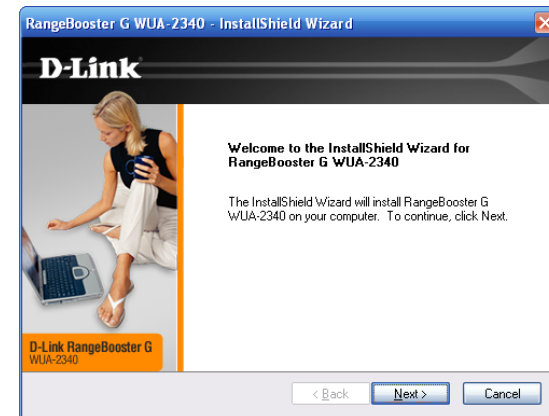 RangeBooster G WUA-2340 - InstallShield Wizard
D-Link
Welcome to the InstallShield Wizard for
RangeBooster G WUA-2340
The InstallShield Wizard will install RangeBooster G
WUA-2340 on your computer. To continue, click Next.
D-Link RangeBooster G
WUA-2340
< Back
Next >
Cancel